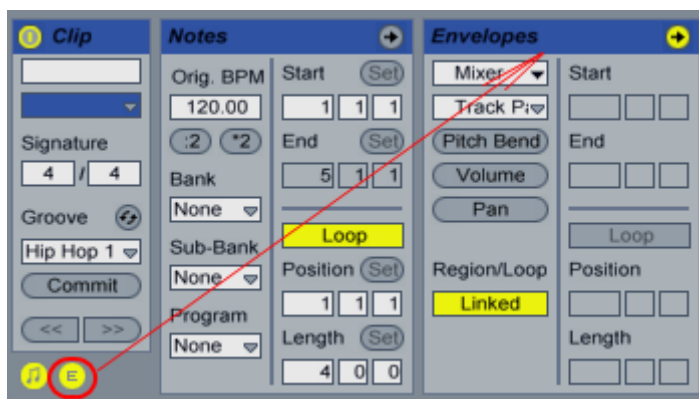 Clip
Signature
4 / 4
Groove
Hip Hop 1
Commit
<< >>
E
Notes
Orig. BPM
120.00
:2 *2
Bank
None
Sub-Bank
None
Program
None
Start Set
1 1 1
End Set
5 1 1
Loop
Position Set
1 1 1
Length Set
4 0 0
Envelopes
Mixer
Track Pa
Pitch Bend
Volume
Pan
Region/Loop
Linked
Start
End
Loop
Position
Length